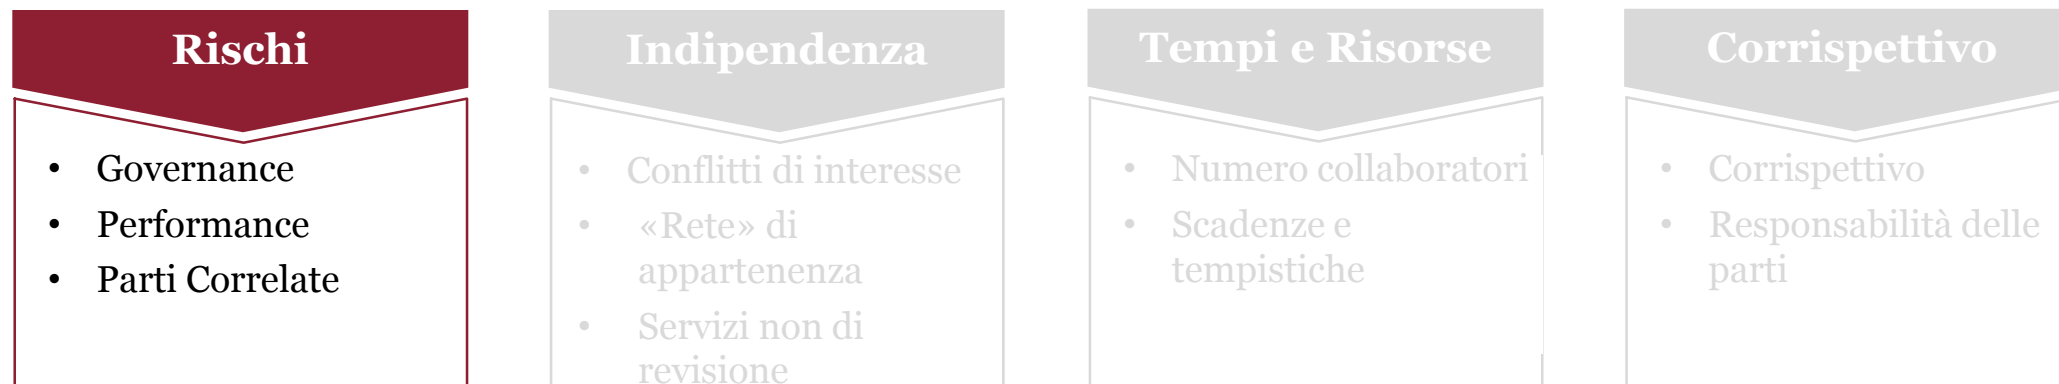 Rischi
• Governance
• Performance
• Parti Correlate
Indipendenza
• Conflitti di interesse
• «Rete» di
appartenenza
• Servizi non di
revisione
Tempi e Risorse
• Numero collaboratori
• Scadenze e
tempistiche
Corrispettivo
• Corrispettivo
• Responsabilità delle
parti